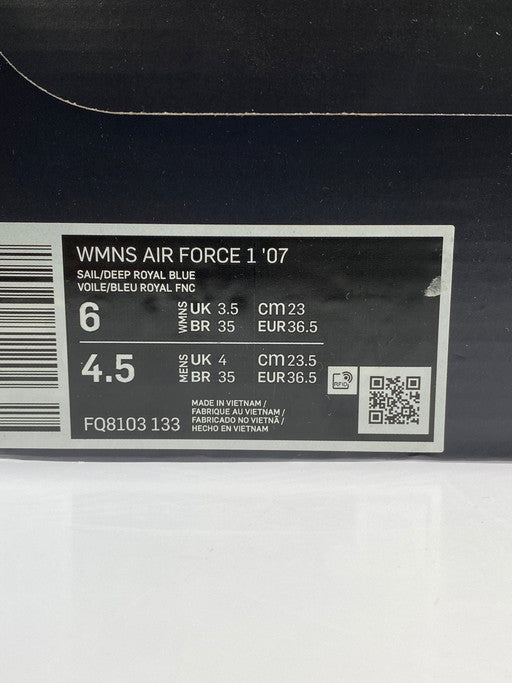 WMNS AIR FORCE 1 '07
SAIL/DEEP ROYAL BLUE
VOILE/BLEU ROYAL FNC
6 WMNS UK 3.5 cm 23
BR 35 EUR 36.5
4.5 MENS UK 4 cm 23.5
BR 35 EUR 36.5
RFID
MADE IN VIETNAM /
FABRIQUE AU VIETNAM /
FABRICADO NO VIETNÃ /
HECHO EN VIETNAM
FQ8103 133